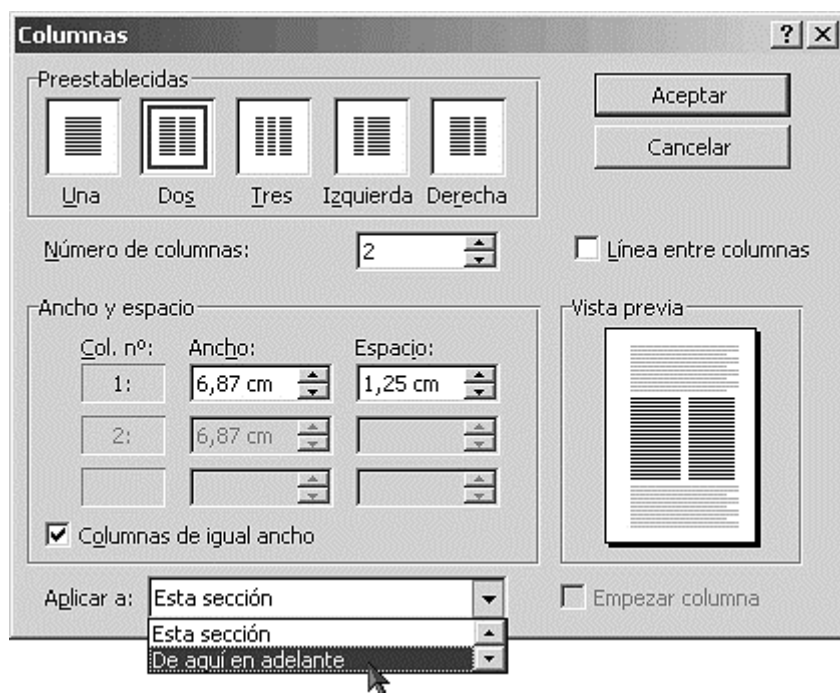 Columnas
Preestablecidas
Aceptar
Cancelar
Una Dos Tres Izquierda Derecha
Número de columnas: 2
Línea entre columnas
Ancho y espacio
Vista previa
Col. nº: Ancho: Espacio:
1: 6,87 cm 1,25 cm
2: 6,87 cm
Columnas de igual ancho
Aplicar a: Esta sección
Empezar columna
Esta sección
De aquí en adelante